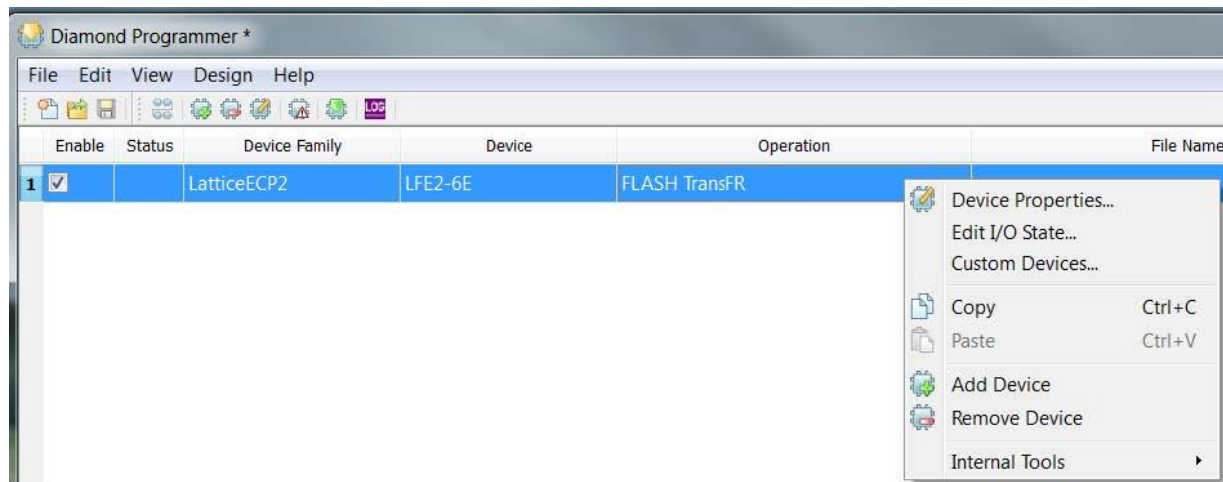 Diamond Programmer *
File Edit View Design Help
LOG
Enable Status Device Family Device Operation File Name
1 LatticeECP2 LFE2-6E FLASH TransFR
Device Properties...
Edit I/O State...
Custom Devices...
Copy Ctrl+C
Paste Ctrl+V
Add Device
Remove Device
Internal Tools